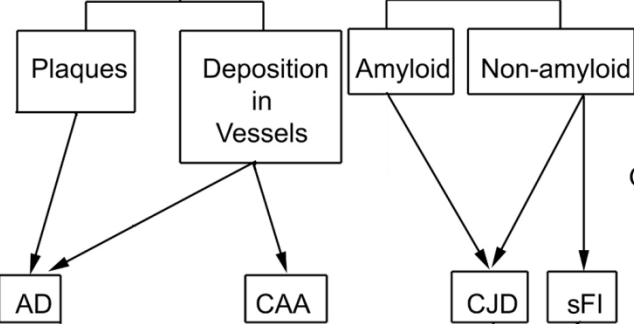 Plaques
Deposition
in
Vessels
Amyloid
Non-amyloid
AD
CAA
CJD
sFI